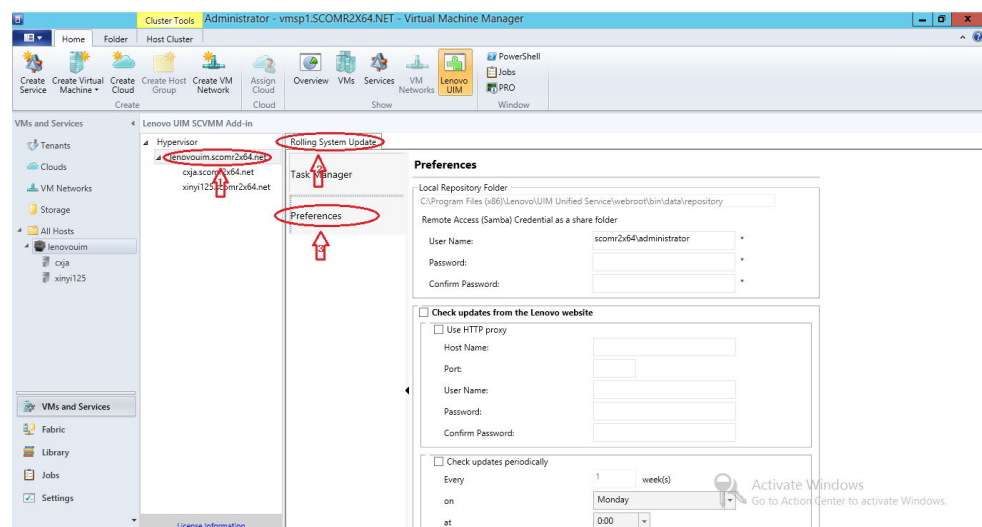 Cluster Tools
Administrator - vmsp1.SCOMR2X64.NET - Virtual Machine Manager
Home
Folder
Host Cluster
Create Service
Create Virtual Machine
Create Cloud
Create Host Group
Create VM Network
Assign Cloud
Overview
VMs
Services
VM Networks
Lenovo UIM
PowerShell
Jobs
PRO
Create
Cloud
Show
Window
VMs and Services
Tenants
Clouds
VM Networks
Storage
All Hosts
lenovouim
cxja
xinyi125
VMs and Services
Fabric
Library
Jobs
Settings
Lenovo UIM SCVMM Add-in
Hypervisor
lenovouim.scomr2x64.net
cxja.scomr2x64.net
xinyi125.scomr2x64.net
1
License Information
Rolling System Update
2
Task Manager
Preferences
3
Preferences
Local Repository Folder
C:\Program Files (x86)\Lenovo\UIM Unified Service\webroot\bin\data\repository
Remote Access (Samba) Credential as a share folder
User Name: scomr2x64\administrator *
Password: *
Confirm Password: *
Check updates from the Lenovo website
Use HTTP proxy
Host Name:
Port:
User Name:
Password:
Confirm Password:
Check updates periodically
Every 1 week(s)
on Monday
at 0:00
Activate Windows
Go to Action Center to activate Windows.